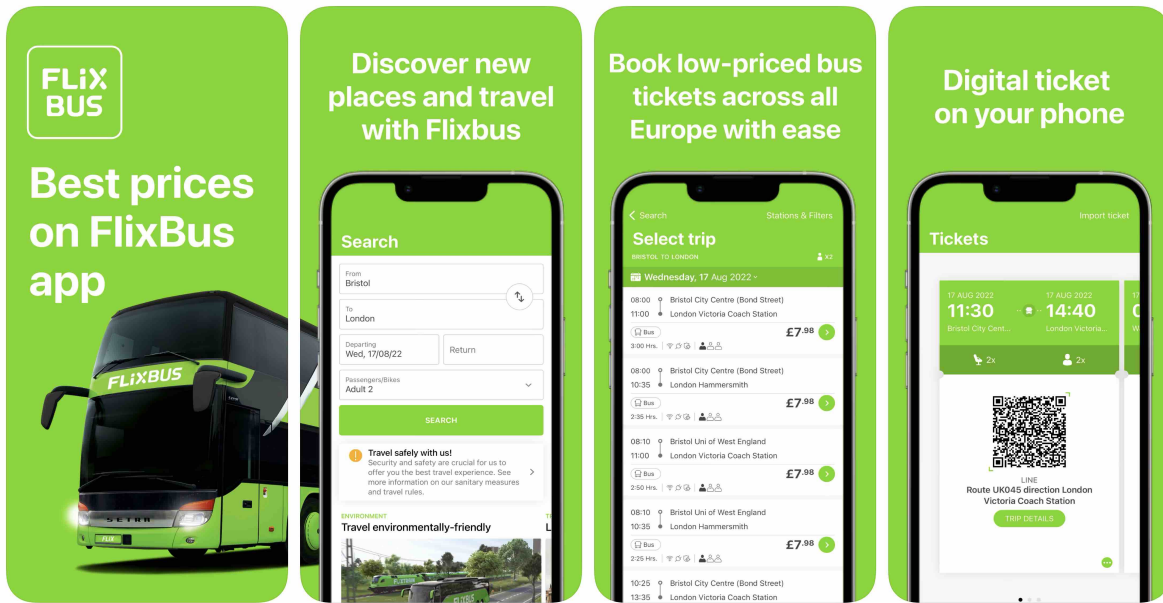 FLiX
BUS
Best prices
on FlixBus
app
FLIXBUS
SETRA
FLIX
Discover new
places and travel
with Flixbus
Search
From
Bristol
To
London
Departing
Wed, 17/08/22
Return
Passengers/Bikes
Adult 2
SEARCH
Travel safely with us!
Security and safety are crucial for us to
offer you the best travel experience. See
more information on our sanitary measures
and travel rules.
ENVIRONMENT
Travel environmentally-friendly
FLIXTRAIN
FLIXBUS
Book low-priced bus
tickets across all
Europe with ease
Search
Stations & Filters
Select trip
BRISTOL TO LONDON
X2
Wednesday, 17 Aug 2022
08:00 Bristol City Centre (Bond Street)
11:00 London Victoria Coach Station
Bus £7.98
3:00 Hrs.
08:00 Bristol City Centre (Bond Street)
10:35 London Hammersmith
Bus £7.98
2:35 Hrs.
08:10 Bristol Uni of West England
11:00 London Victoria Coach Station
Bus £7.98
2:50 Hrs.
08:10 Bristol Uni of West England
10:35 London Hammersmith
Bus £7.98
2:25 Hrs.
10:25 Bristol City Centre (Bond Street)
13:35 London Victoria Coach Station
Digital ticket
on your phone
Import ticket
Tickets
17 AUG 2022 17 AUG 2022
11:30 14:40
Bristol City Cent... London Victoria...
2x 2x
LINE
Route UK045 direction London
Victoria Coach Station
TRIP DETAILS